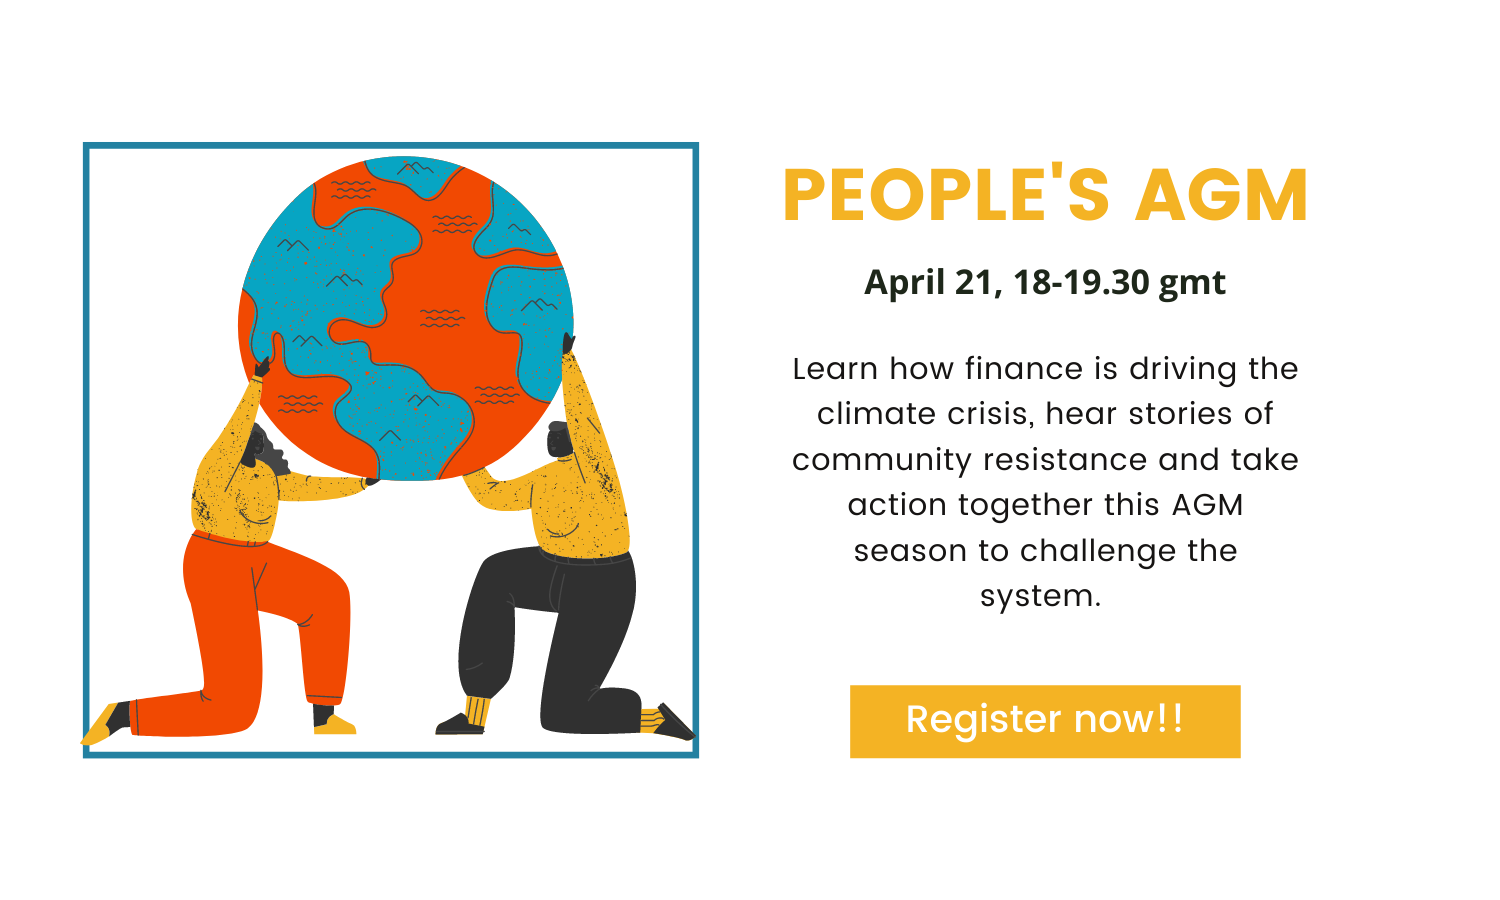 PEOPLE'S AGM
April 21, 18-19.30 gmt
Learn how finance is driving the
climate crisis, hear stories of
community resistance and take
action together this AGM
season to challenge the
system.
Register now!!